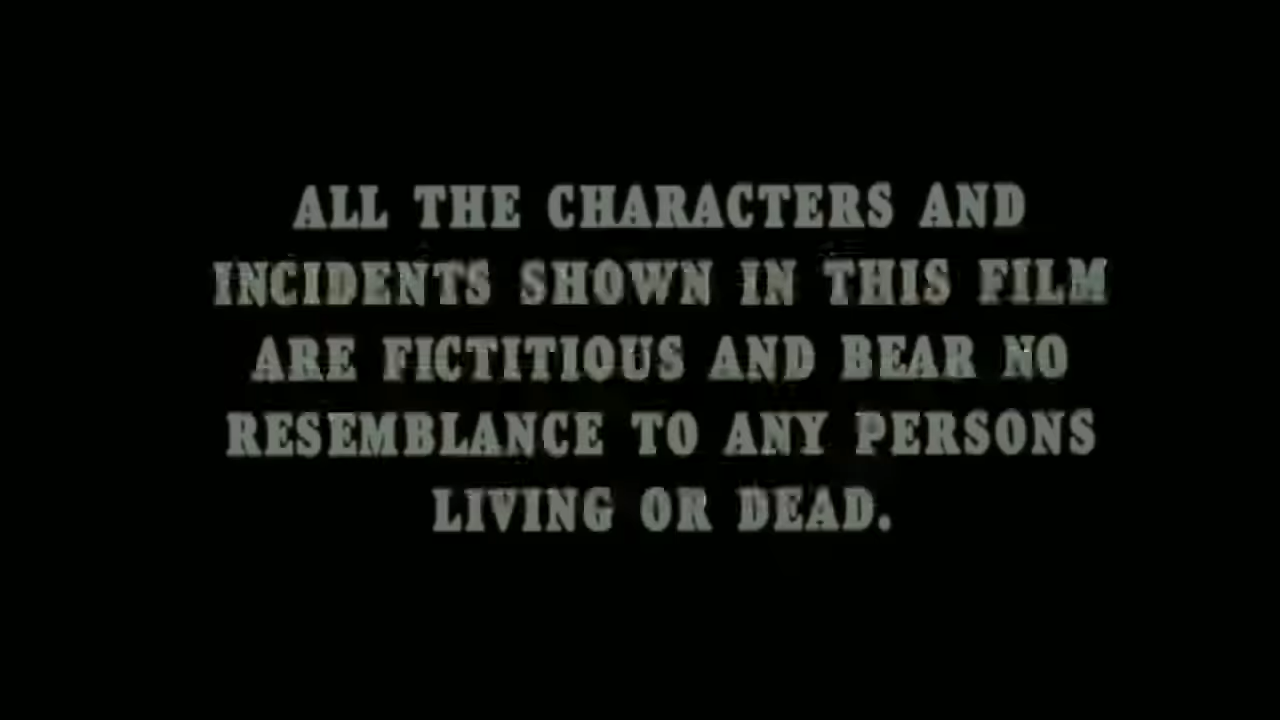 ALL THE CHARACTERS AND
INCIDENTS SHOWN IN THIS FILM
ARE FICTITIOUS AND BEAR NO
RESEMBLANCE TO ANY PERSONS
LIVING OR DEAD.